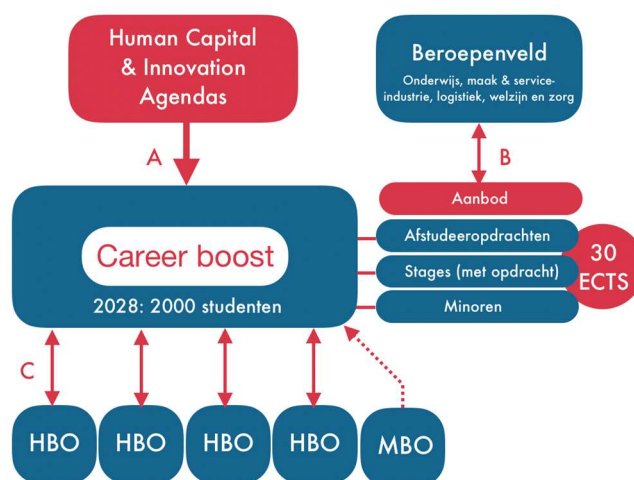 Human Capital
& Innovation
Agendas
Beroepenveld
Onderwijs, maak & service-
industrie, logistiek, welzijn en zorg
A
B
Aanbod
Career boost
2028: 2000 studenten
Afstudeeropdrachten
Stages (met opdracht)
Minoren
30
ECTS
C
HBO
HBO
HBO
HBO
MBO